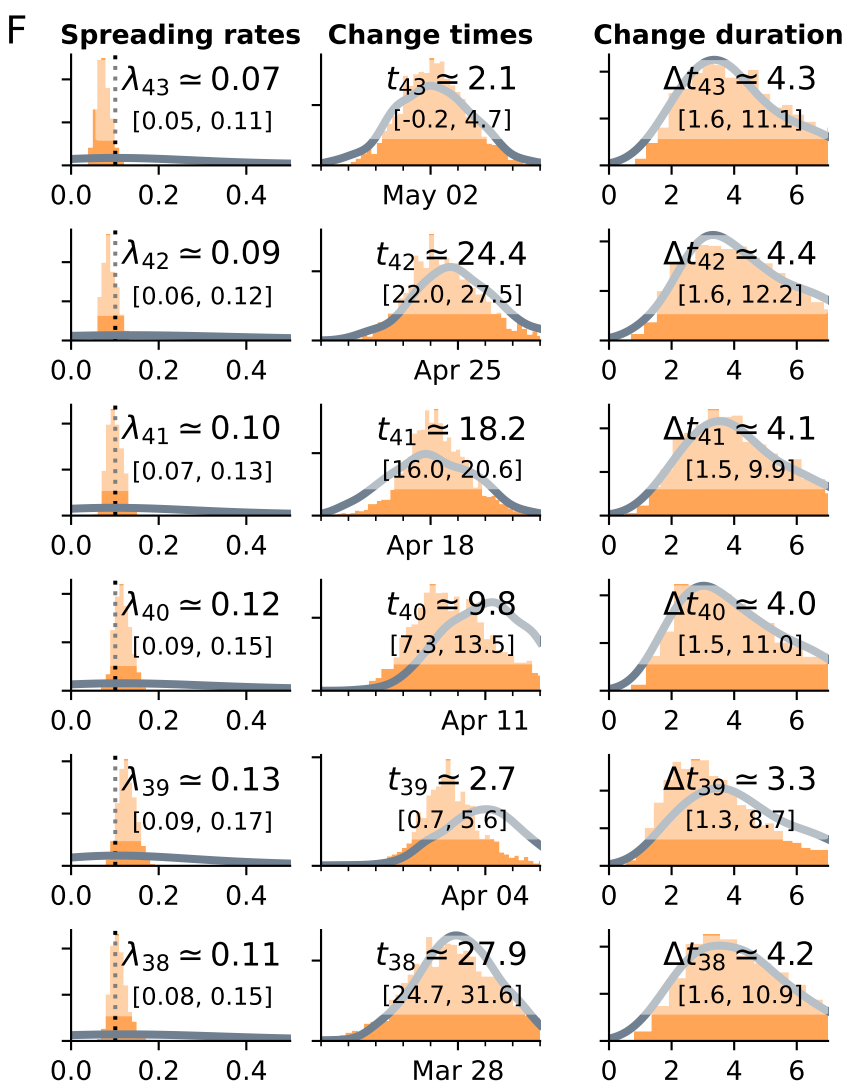 F
Spreading rates Change times Change duration
λ43 ≃ 0.07 t43 ≃ 2.1 Δt43 ≃ 4.3
[0.05, 0.11] [-0.2, 4.7] [1.6, 11.1]
0.0 0.2 0.4 May 02 0 2 4 6
λ42 ≃ 0.09 t42 ≃ 24.4 Δt42 ≃ 4.4
[0.06, 0.12] [22.0, 27.5] [1.6, 12.2]
0.0 0.2 0.4 Apr 25 0 2 4 6
λ41 ≃ 0.10 t41 ≃ 18.2 Δt41 ≃ 4.1
[0.07, 0.13] [16.0, 20.6] [1.5, 9.9]
0.0 0.2 0.4 Apr 18 0 2 4 6
λ40 ≃ 0.12 t40 ≃ 9.8 Δt40 ≃ 4.0
[0.09, 0.15] [7.3, 13.5] [1.5, 11.0]
0.0 0.2 0.4 Apr 11 0 2 4 6
λ39 ≃ 0.13 t39 ≃ 2.7 Δt39 ≃ 3.3
[0.09, 0.17] [0.7, 5.6] [1.3, 8.7]
0.0 0.2 0.4 Apr 04 0 2 4 6
λ38 ≃ 0.11 t38 ≃ 27.9 Δt38 ≃ 4.2
[0.08, 0.15] [24.7, 31.6] [1.6, 10.9]
0.0 0.2 0.4 Mar 28 0 2 4 6